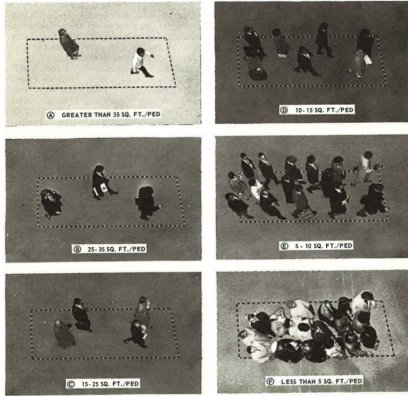 Ⓐ GREATER THAN 35 SQ. FT./PED
Ⓑ 25-35 SQ. FT./PED
Ⓒ 15-25 SQ. FT./PED
Ⓓ 10-15 SQ. FT./PED
Ⓔ 5-10 SQ. FT./PED
Ⓕ LESS THAN 5 SQ. FT./PED